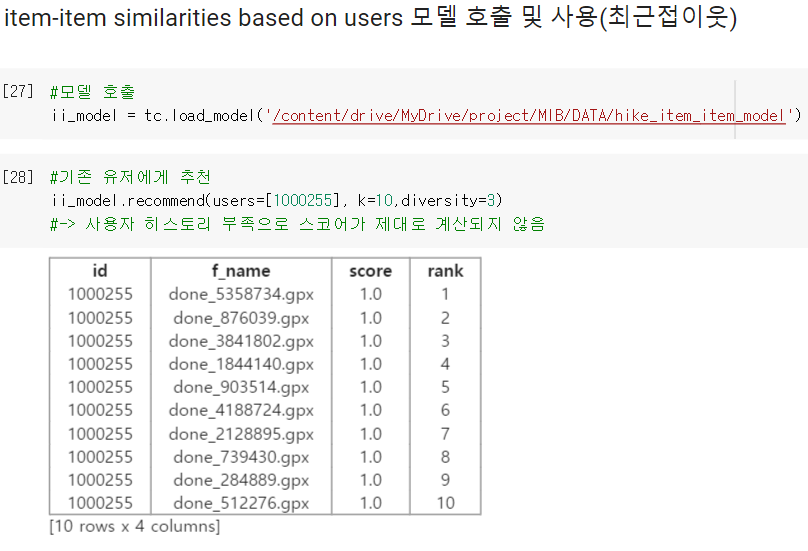 item-item similarities based on users 모델 호출 및 사용(최근접이웃)
[27] #모델 호출
ii_model = tc.load_model('/content/drive/MyDrive/project/MIB/DATA/hike_item_item_model')
[28] #기존 유저에게 추천
ii_model.recommend(users=[1000255], k=10,diversity=3)
#-> 사용자 히스토리 부족으로 스코어가 제대로 계산되지 않음
id f_name score rank
1000255 done_5358734.gpx 1.0 1
1000255 done_876039.gpx 1.0 2
1000255 done_3841802.gpx 1.0 3
1000255 done_1844140.gpx 1.0 4
1000255 done_903514.gpx 1.0 5
1000255 done_4188724.gpx 1.0 6
1000255 done_2128895.gpx 1.0 7
1000255 done_739430.gpx 1.0 8
1000255 done_284889.gpx 1.0 9
1000255 done_512276.gpx 1.0 10
[10 rows x 4 columns]